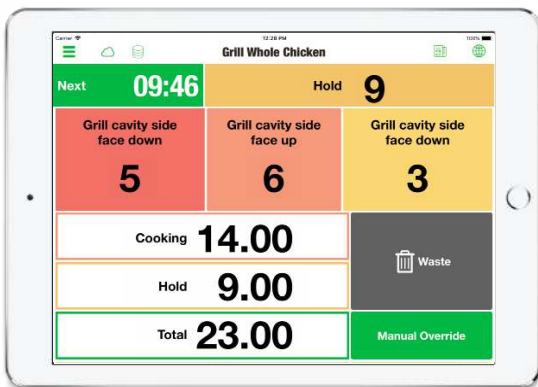 Carrier
12:28 PM
100%
Grill Whole Chicken
Next 09:46
Hold 9
Grill cavity side
face down
5
Grill cavity side
face up
6
Grill cavity side
face down
3
Cooking 14.00
Hold 9.00
Total 23.00
Waste
Manual Override